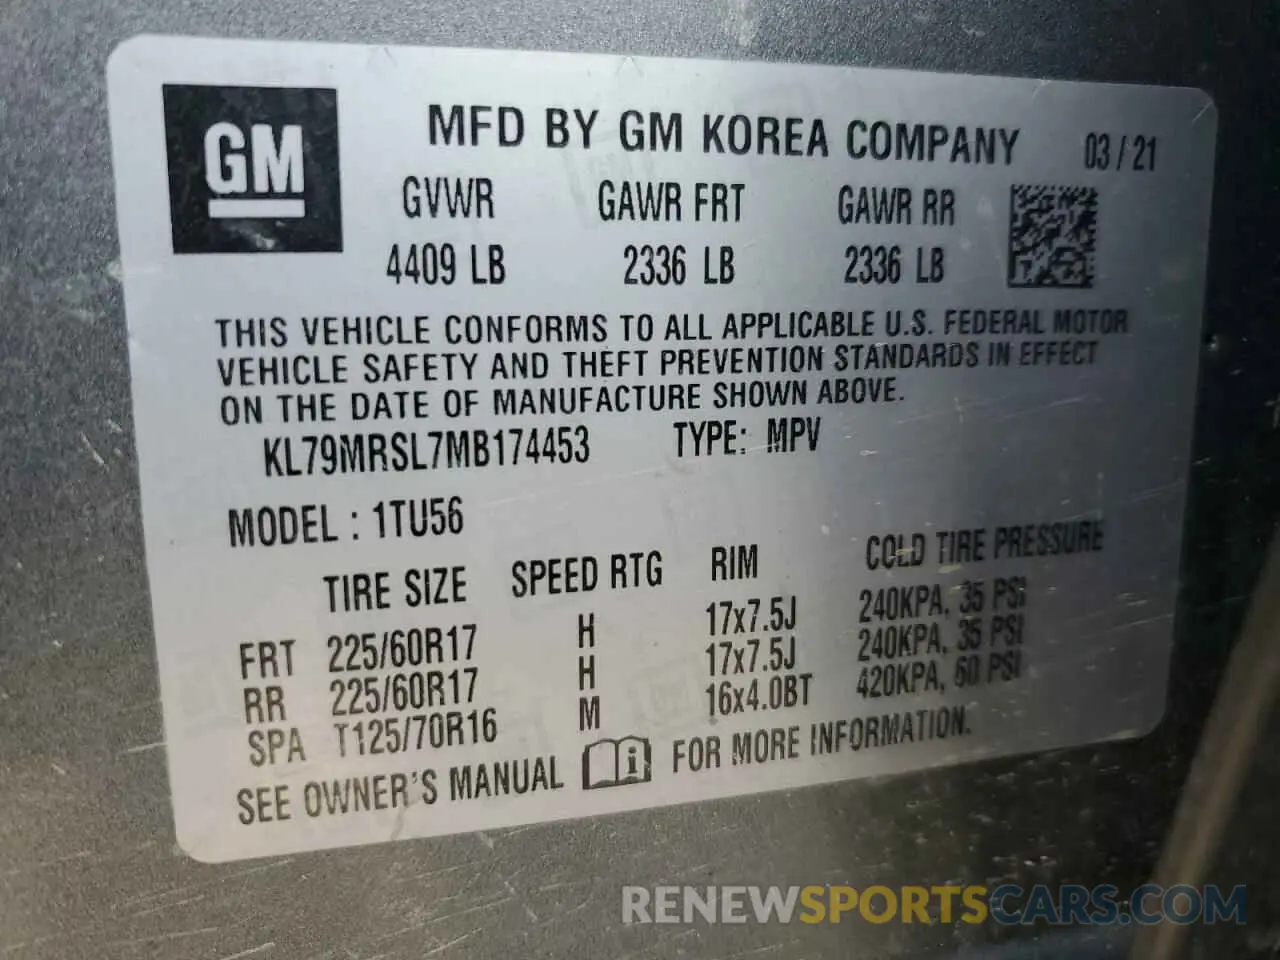 GM
MFD BY GM KOREA COMPANY 03/21
GVWR GAWR FRT GAWR RR
4409 LB 2336 LB 2336 LB
THIS VEHICLE CONFORMS TO ALL APPLICABLE U.S. FEDERAL MOTOR
VEHICLE SAFETY AND THEFT PREVENTION STANDARDS IN EFFECT
ON THE DATE OF MANUFACTURE SHOWN ABOVE.
KL79MRSL7MB174453 TYPE: MPV
MODEL : 1TU56
TIRE SIZE SPEED RTG RIM COLD TIRE PRESSURE
FRT 225/60R17 H 17x7.5J 240KPA, 35 PSI
RR 225/60R17 H 17x7.5J 240KPA, 35 PSI
SPA T125/70R16 M 16x4.0BT 420KPA, 60 PSI
SEE OWNER'S MANUAL i FOR MORE INFORMATION.
RENEWSPORTSCARS.COM